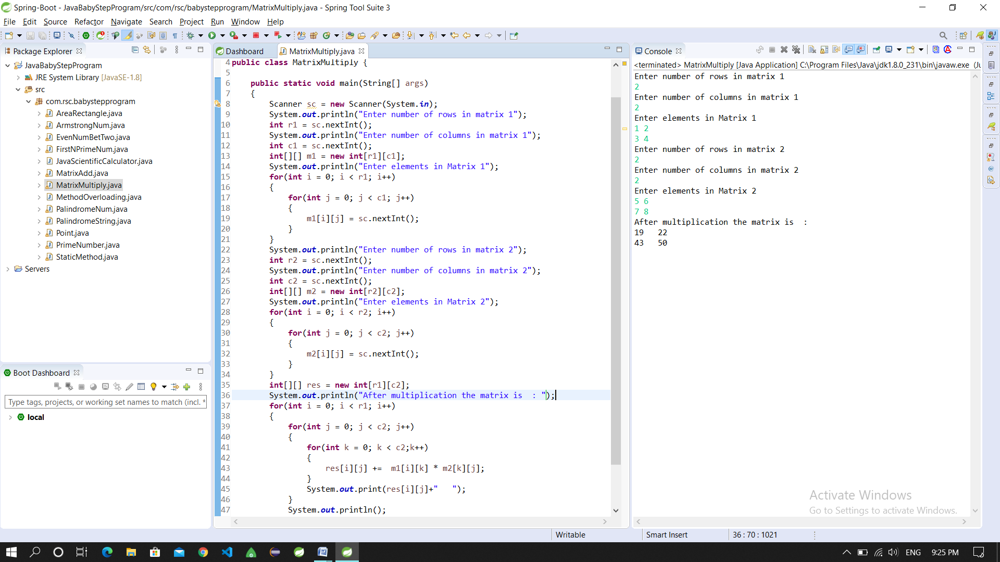 Spring-Boot - JavaBabyStepProgram/src/com/rsc/babystepprogram/MatrixMultiply.java - Spring Tool Suite 3
File Edit Source Refactor Navigate Search Project Run Window Help
Package Explorer
JavaBabyStepProgram
JRE System Library [JavaSE-1.8]
src
com.rsc.babystepprogram
AreaRectangle.java
ArmstrongNum.java
EvenNumBetTwo.java
FirstNPrimeNum.java
JavaScientificCalculator.java
MatrixAdd.java
MatrixMultiply.java
MethodOverloading.java
PalindromeNum.java
PalindromeString.java
Point.java
PrimeNumber.java
StaticMethod.java
Servers
Boot Dashboard
Type tags, projects, or working set names to match (incl. *
local
Dashboard MatrixMultiply.java
4 public class MatrixMultiply {
5
6     public static void main(String[] args)
7     {
8         Scanner sc = new Scanner(System.in);
9         System.out.println("Enter number of rows in matrix 1");
10         int r1 = sc.nextInt();
11         System.out.println("Enter number of columns in matrix 1");
12         int c1 = sc.nextInt();
13         int[][] m1 = new int[r1][c1];
14         System.out.println("Enter elements in Matrix 1");
15         for(int i = 0; i < r1; i++)
16         {
17             for(int j = 0; j < c1; j++)
18             {
19                 m1[i][j] = sc.nextInt();
20             }
21         }
22         System.out.println("Enter number of rows in matrix 2");
23         int r2 = sc.nextInt();
24         System.out.println("Enter number of columns in matrix 2");
25         int c2 = sc.nextInt();
26         int[][] m2 = new int[r2][c2];
27         System.out.println("Enter elements in Matrix 2");
28         for(int i = 0; i < r2; i++)
29         {
30             for(int j = 0; j < c2; j++)
31             {
32                 m2[i][j] = sc.nextInt();
33             }
34         }
35         int[][] res = new int[r1][c2];
36         System.out.println("After multiplication the matrix is  : ");
37         for(int i = 0; i < r1; i++)
38         {
39             for(int j = 0; j < c2; j++)
40             {
41                 for(int k = 0; k < c2;k++)
42                 {
43                     res[i][j] +=  m1[i][k] * m2[k][j];
44                 }
45                 System.out.print(res[i][j]+"   ");
46             }
47             System.out.println();
Console
<terminated> MatrixMultiply [Java Application] C:\Program Files\Java\jdk1.8.0_231\bin\javaw.exe (Ju
Enter number of rows in matrix 1
2
Enter number of columns in matrix 1
2
Enter elements in Matrix 1
1 2
3 4
Enter number of rows in matrix 2
2
Enter number of columns in matrix 2
2
Enter elements in Matrix 2
5 6
7 8
After multiplication the matrix is  :
19   22
43   50
Activate Windows
Go to Settings to activate Windows.
Writable Smart Insert 36 : 70 : 1021
ENG 9:25 PM